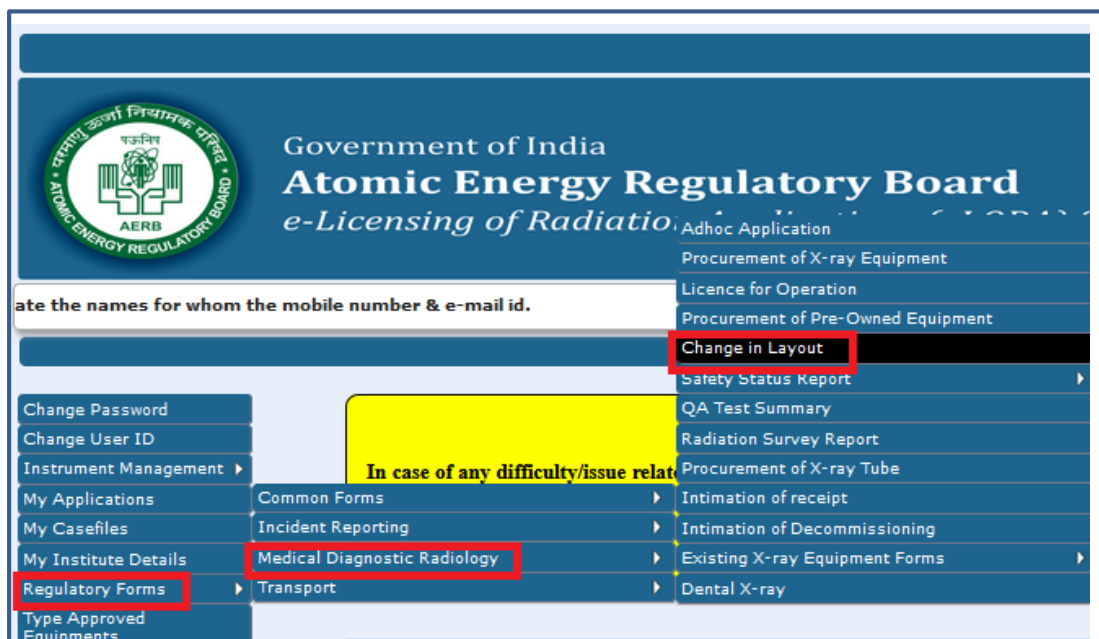 परमाणु ऊर्जा नियामक परिषद
पऊनिप
AERB
ATOMIC ENERGY REGULATORY BOARD
Government of India
Atomic Energy Regulatory Board
e-Licensing of Radiatio
Adhoc Application
Procurement of X-ray Equipment
Licence for Operation
ate the names for whom the mobile number & e-mail id.
Procurement of Pre-Owned Equipment
Change in Layout
Safety Status Report
Change Password
QA Test Summary
Change User ID
Radiation Survey Report
Instrument Management
In case of any difficulty/issue relat
Procurement of X-ray Tube
My Applications
Common Forms
Intimation of receipt
My Casefiles
Incident Reporting
Intimation of Decommissioning
My Institute Details
Medical Diagnostic Radiology
Existing X-ray Equipment Forms
Regulatory Forms
Transport
Dental X-ray
Type Approved
Equipments